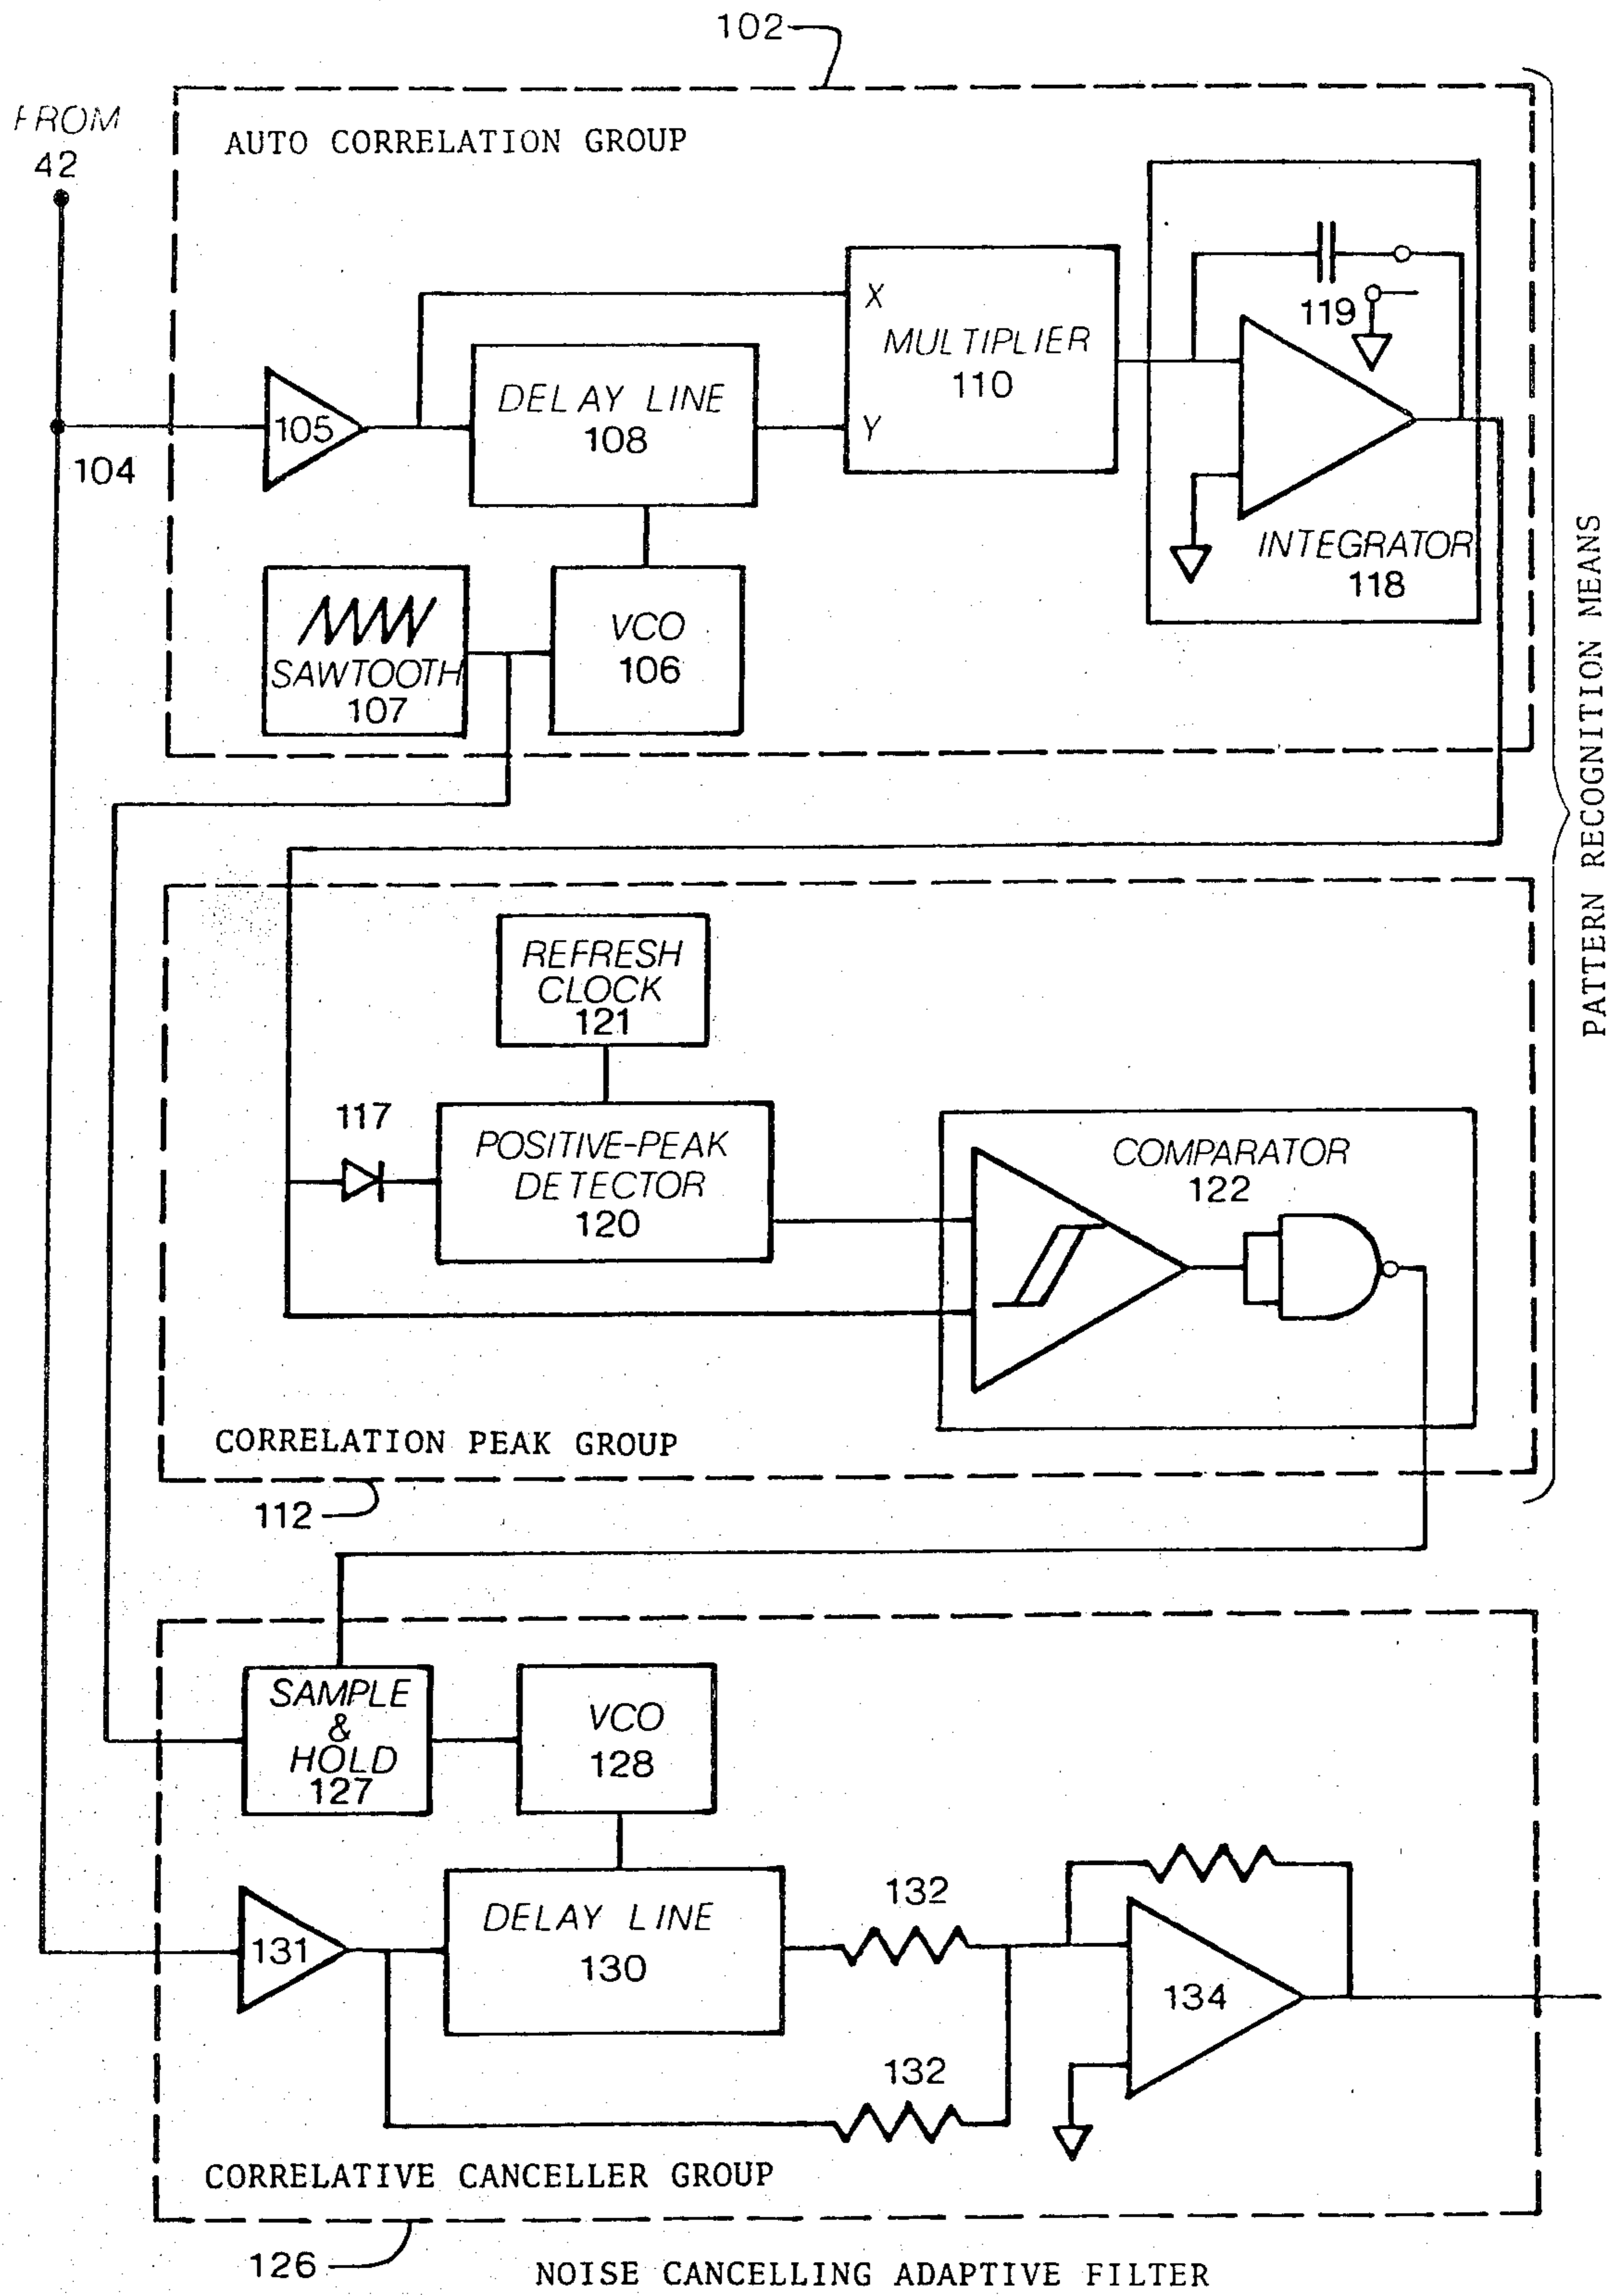 102
FROM
42
AUTO CORRELATION GROUP
119
X
MULTIPLIER
110
Y
DELAY LINE
108
105
104
INTEGRATOR
118
SAWTOOTH
107
VCO
106
PATTERN RECOGNITION MEANS
REFRESH
CLOCK
121
117
POSITIVE-PEAK
DETECTOR
120
COMPARATOR
122
CORRELATION PEAK GROUP
112
SAMPLE
&
HOLD
127
VCO
128
131
DELAY LINE
130
132
134
132
CORRELATIVE CANCELLER GROUP
126
NOISE CANCELLING ADAPTIVE FILTER